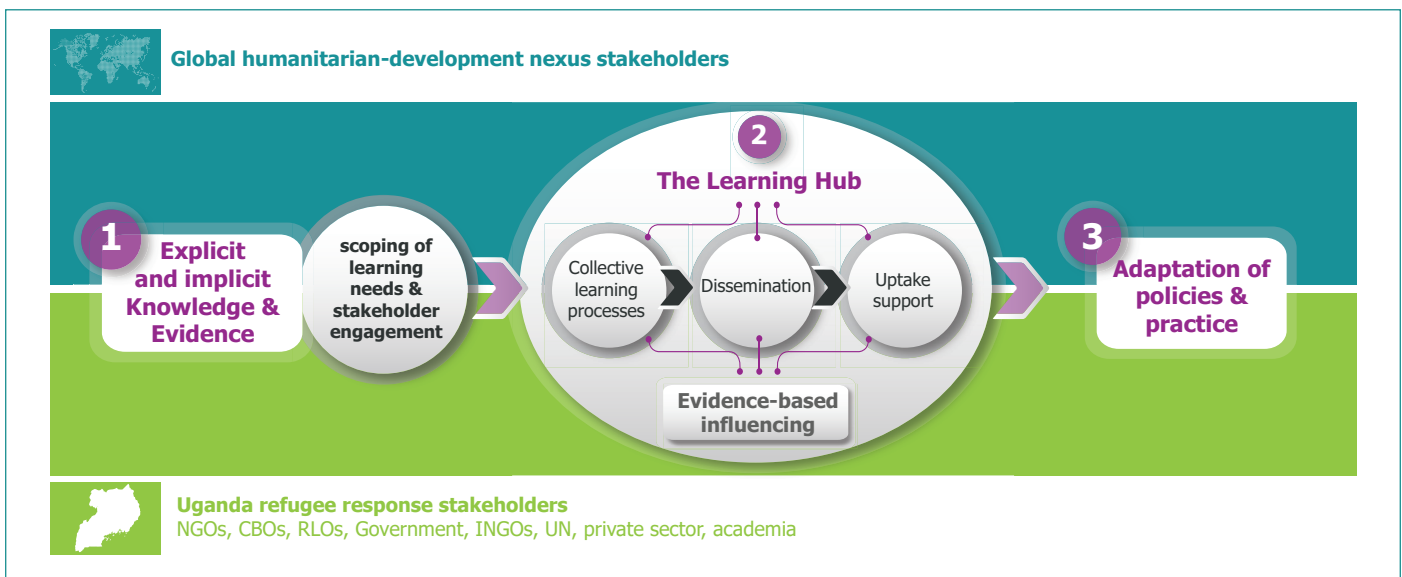 Global humanitarian-development nexus stakeholders
2
The Learning Hub
1
Explicit
and implicit
Knowledge &
Evidence
scoping of
learning
needs &
stakeholder
engagement
Collective
learning
processes
Dissemination
Uptake
support
Evidence-based
influencing
3
Adaptation of
policies &
practice
Uganda refugee response stakeholders
NGOs, CBOs, RLOs, Government, INGOs, UN, private sector, academia